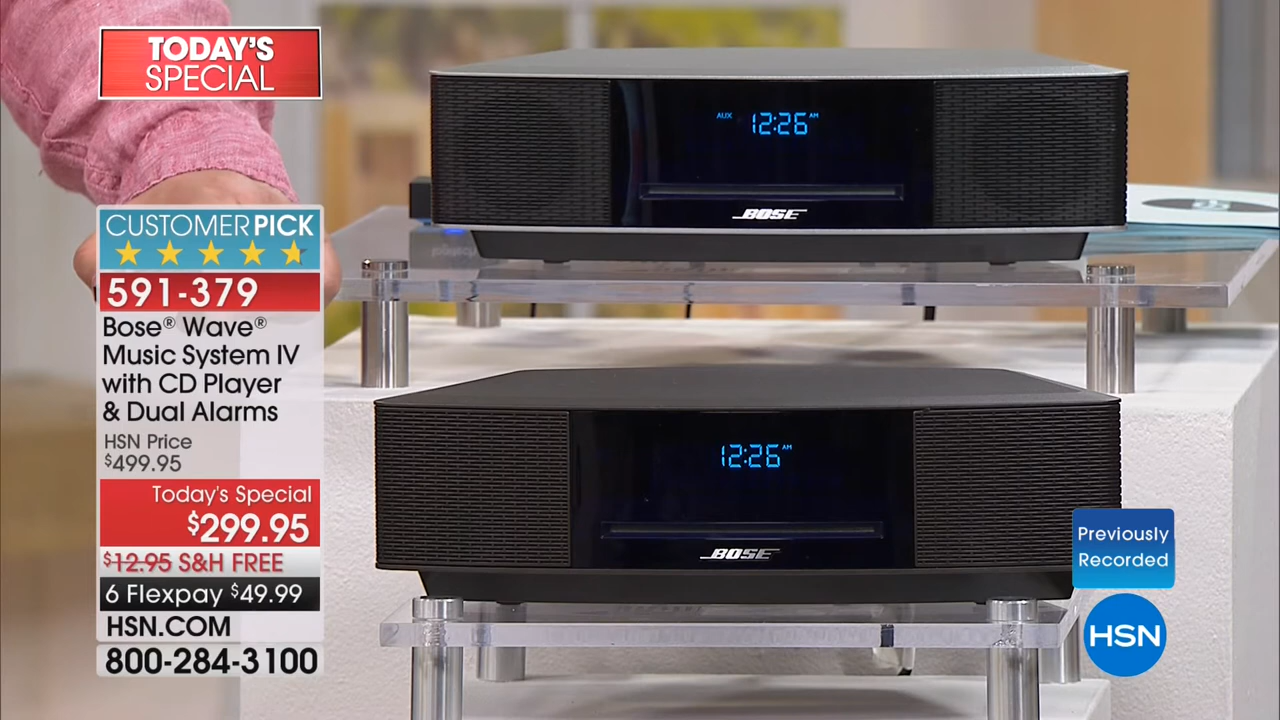 TODAY'S
SPECIAL
CUSTOMER PICK
591-379
Bose® Wave®
Music System IV
with CD Player
& Dual Alarms
HSN Price
$499.95
Today's Special
$299.95
$12.95 S&H FREE
6 Flexpay $49.99
HSN.COM
800-284-3100
AUX 12:26 AM
BOSE
12:26 AM
BOSE
Previously
Recorded
HSN